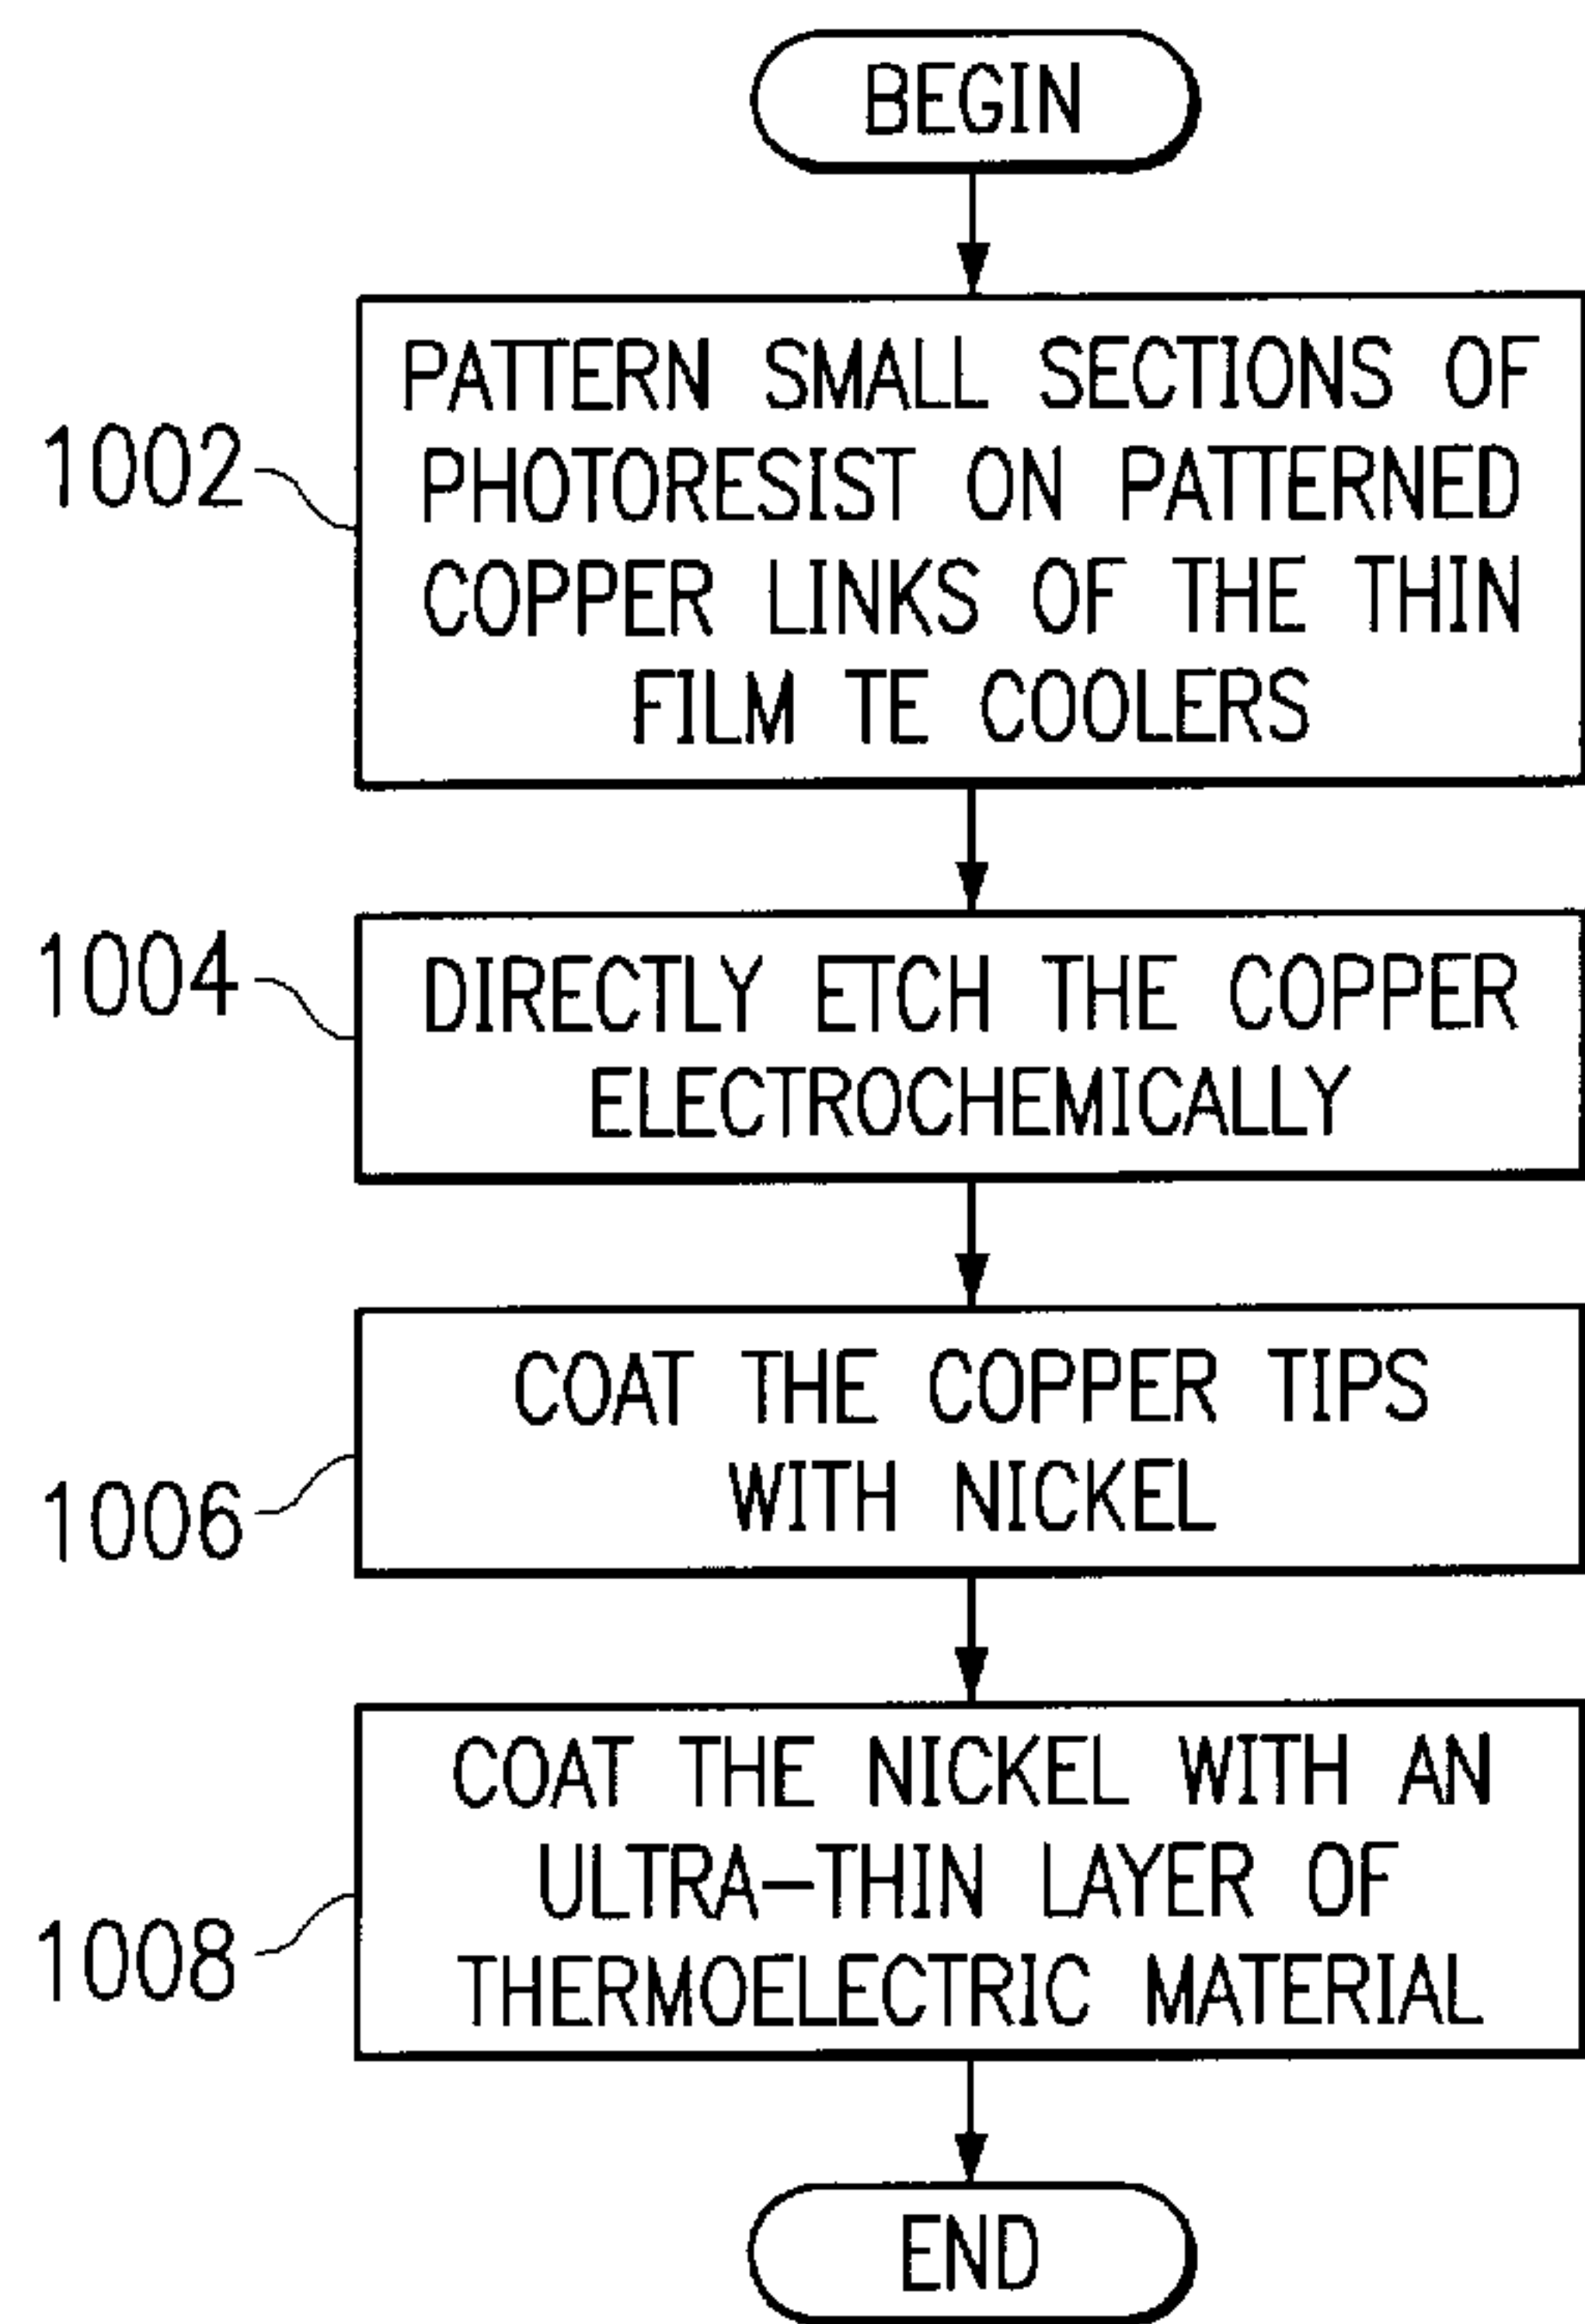 BEGIN
1002
PATTERN SMALL SECTIONS OF
PHOTORESIST ON PATTERNED
COPPER LINKS OF THE THIN
FILM TE COOLERS
1004
DIRECTLY ETCH THE COPPER
ELECTROCHEMICALLY
1006
COAT THE COPPER TIPS
WITH NICKEL
1008
COAT THE NICKEL WITH AN
ULTRA-THIN LAYER OF
THERMOELECTRIC MATERIAL
END